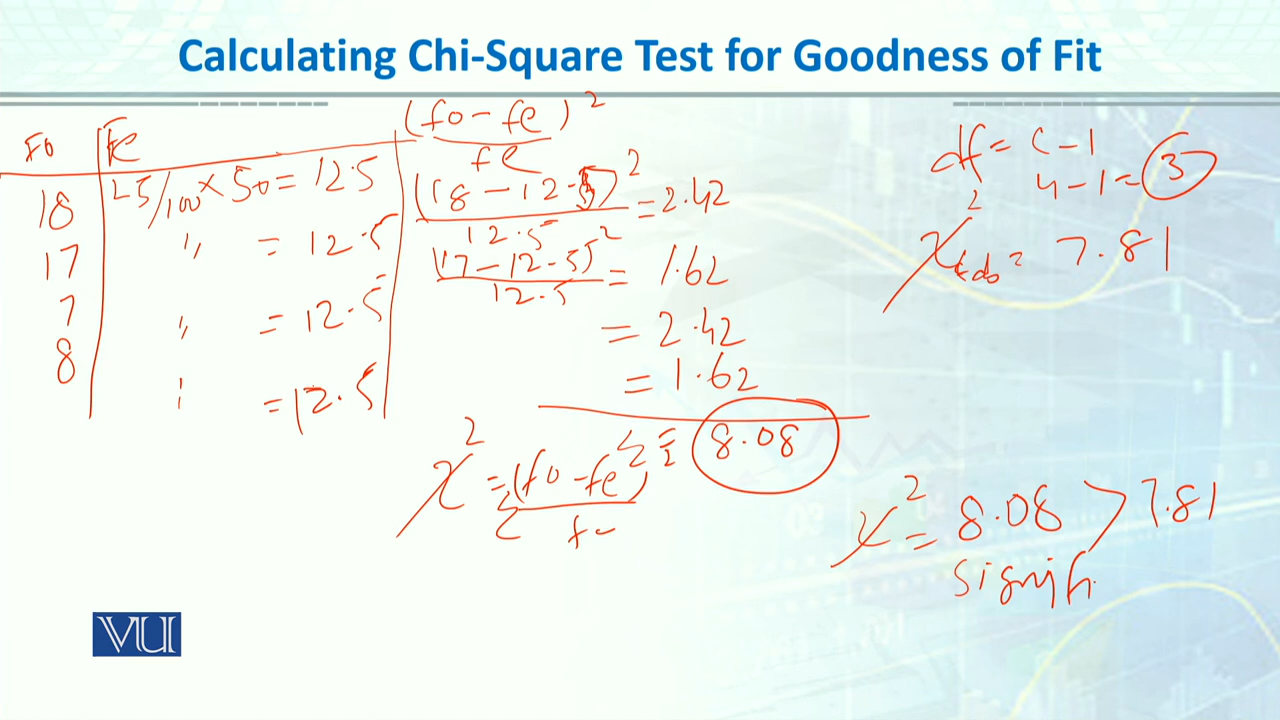 Calculating Chi-Square Test for Goodness of Fit
fo | fe | (fo - fe)² / fe
18 | 25/100 × 50 = 12.5 | (18 - 12.5)² / 12.5 = 2.42
17 | " = 12.5 | (17 - 12.5)² / 12.5 = 1.62
7 | " = 12.5 | = 2.42
8 | " = 12.5 | = 1.62
= 8.08
χ² = Σ (fo - fe)² / fe
df = C - 1
4 - 1 = 3
χ² = 7.81
χ² = 8.08 > 7.81
VU